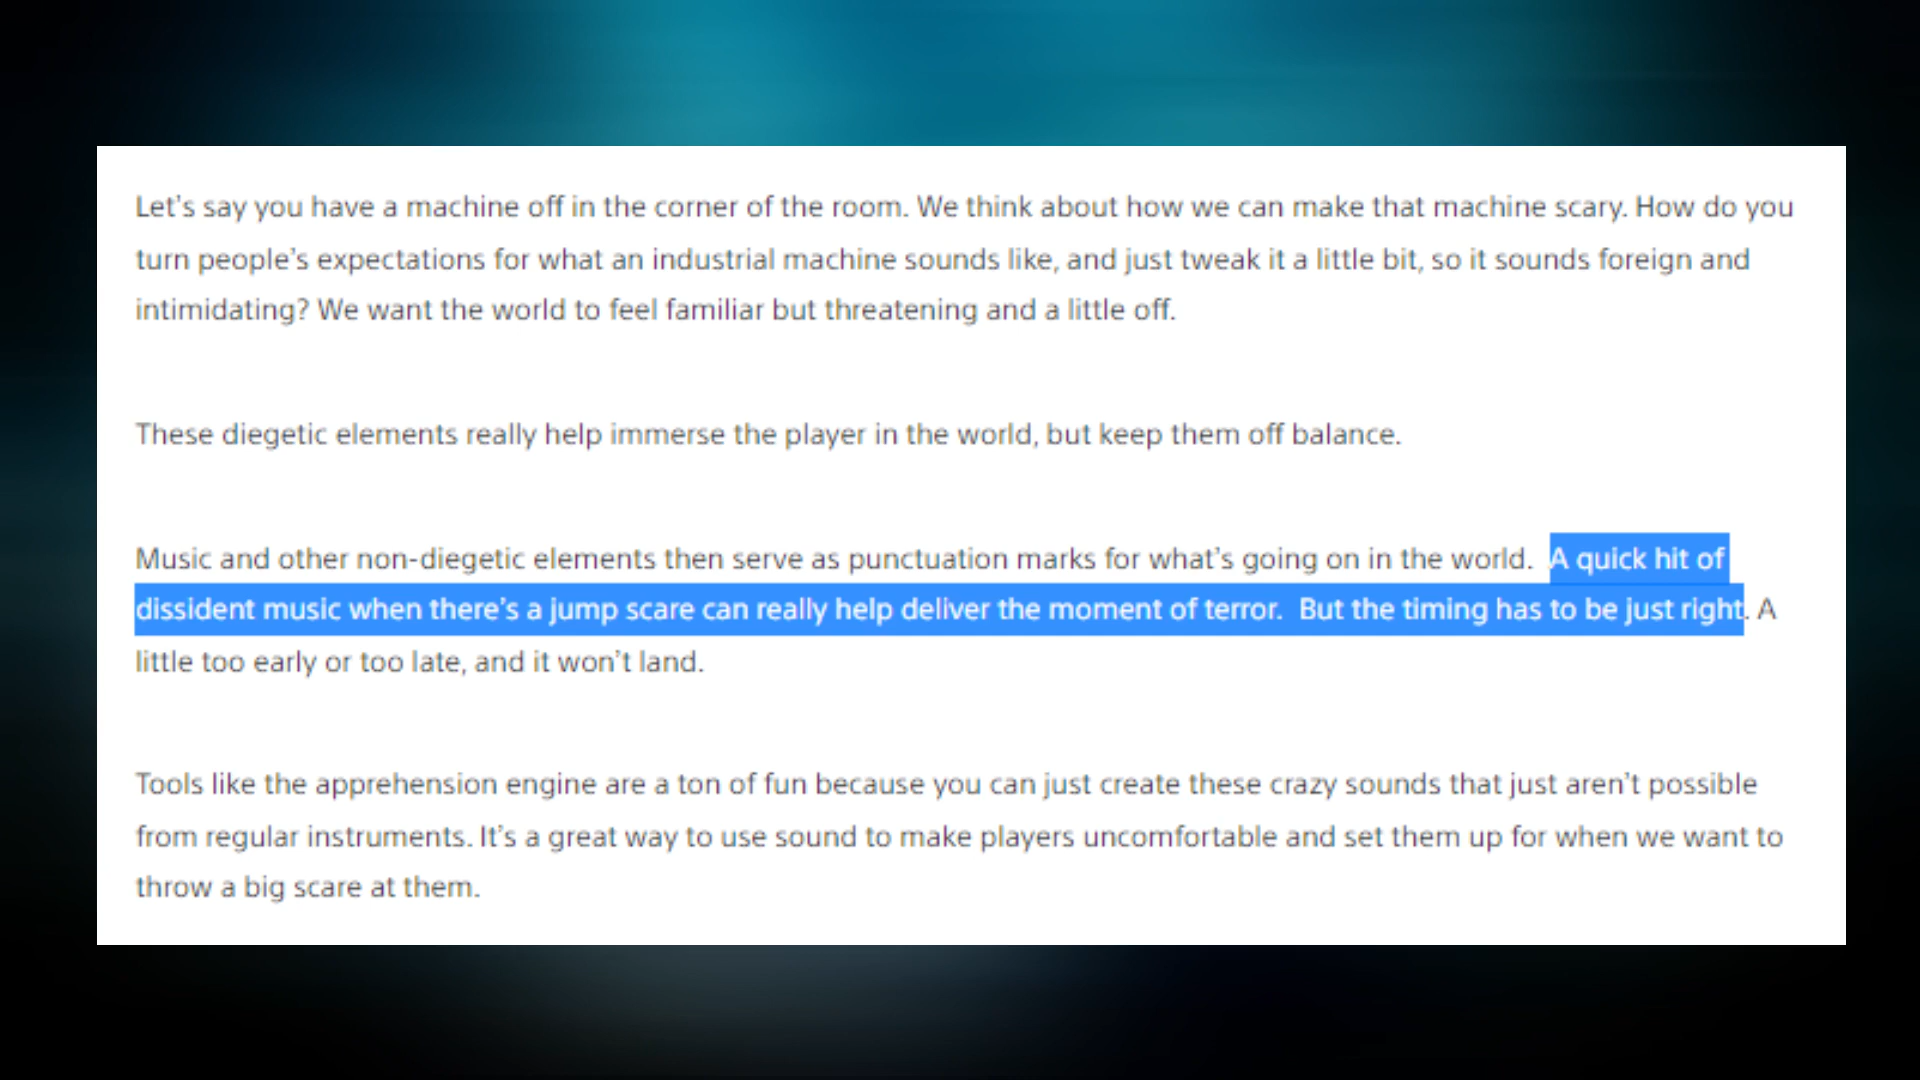 Let’s say you have a machine off in the corner of the room. We think about how we can make that machine scary. How do you
turn people’s expectations for what an industrial machine sounds like, and just tweak it a little bit, so it sounds foreign and
intimidating? We want the world to feel familiar but threatening and a little off.
These diegetic elements really help immerse the player in the world, but keep them off balance.
Music and other non-diegetic elements then serve as punctuation marks for what’s going on in the world.  A quick hit of
dissident music when there’s a jump scare can really help deliver the moment of terror.  But the timing has to be just right. A
little too early or too late, and it won’t land.
Tools like the apprehension engine are a ton of fun because you can just create these crazy sounds that just aren’t possible
from regular instruments. It’s a great way to use sound to make players uncomfortable and set them up for when we want to
throw a big scare at them.